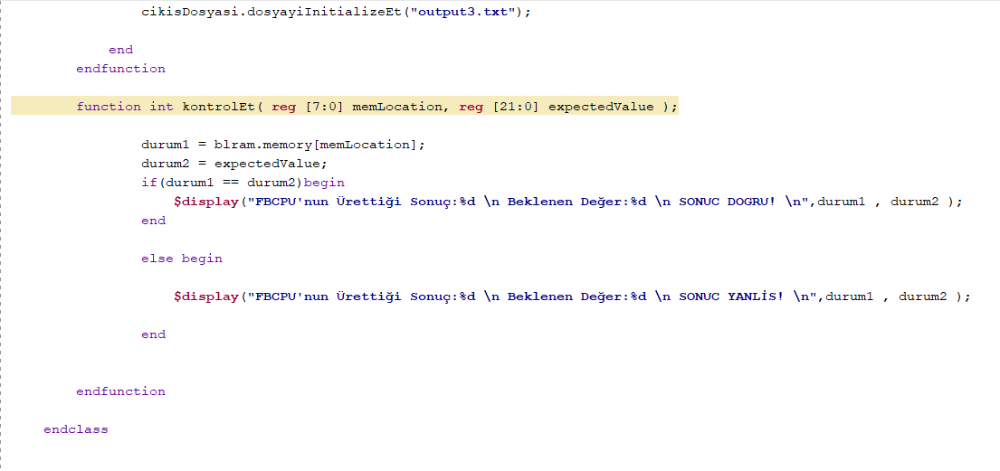 cikisDosyasi.dosyayiInitializeEt("output3.txt");
end
endfunction
function int kontrolEt( reg [7:0] memLocation, reg [21:0] expectedValue );
durum1 = blram.memory[memLocation];
durum2 = expectedValue;
if(durum1 == durum2)begin
$display("FBCPU'nun Ürettiği Sonuç:%d \n Beklenen Değer:%d \n SONUC DOGRU! \n",durum1 , durum2 );
end
else begin
$display("FBCPU'nun Ürettiği Sonuç:%d \n Beklenen Değer:%d \n SONUC YANLİS! \n",durum1 , durum2 );
end
endfunction
endclass